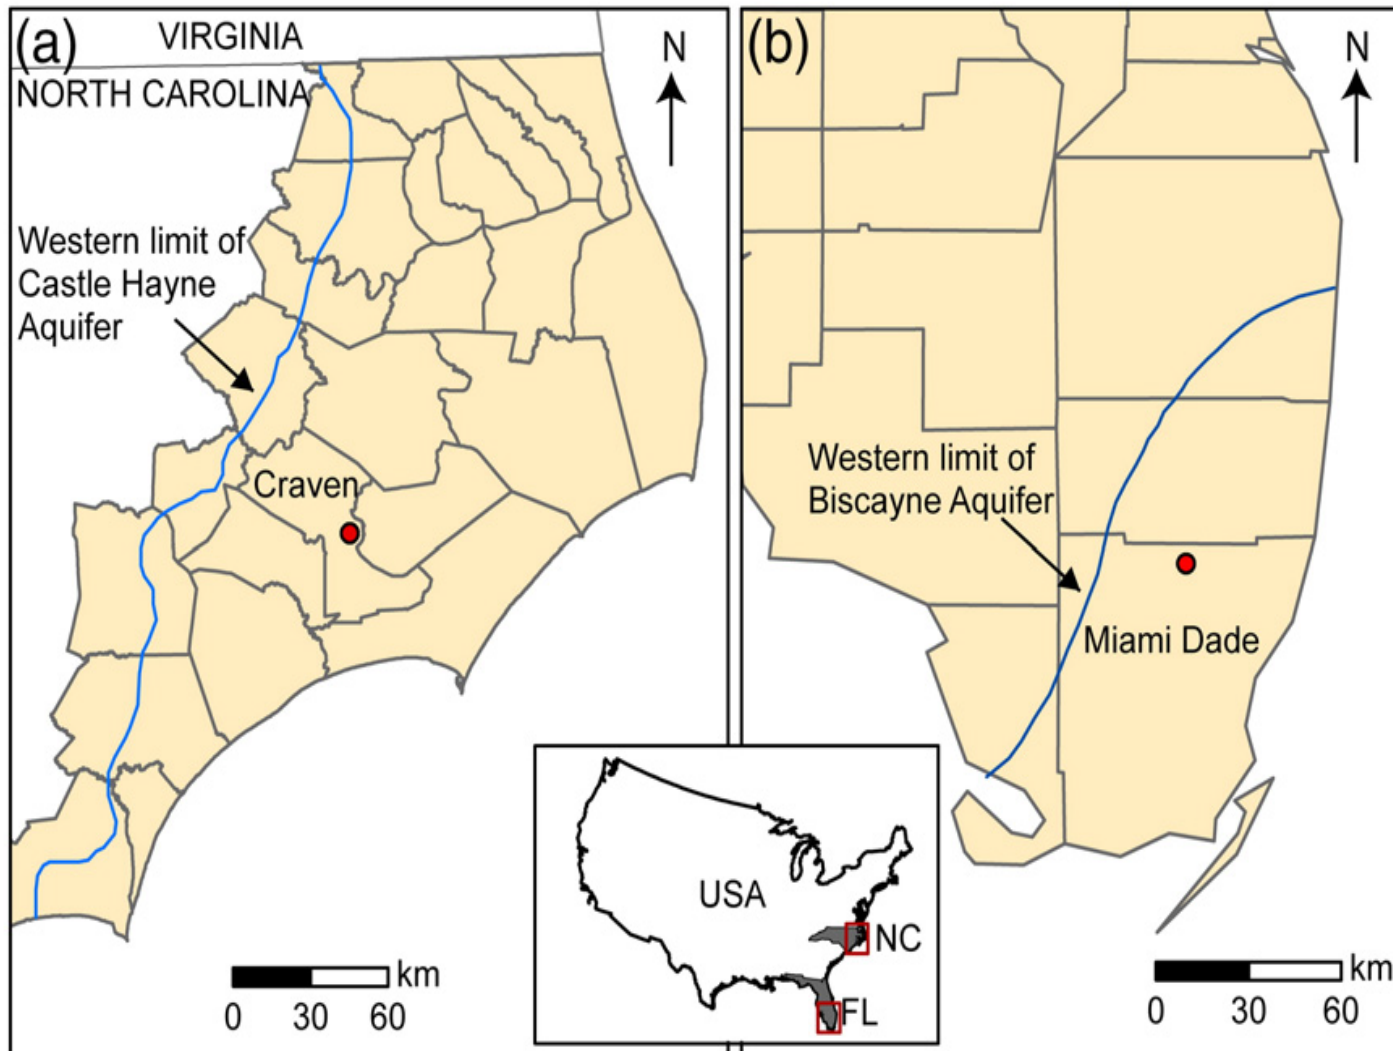 (a)
VIRGINIA
NORTH CAROLINA
N
Western limit of
Castle Hayne
Aquifer
Craven
km
0 30 60
(b)
N
Western limit of
Biscayne Aquifer
Miami Dade
km
0 30 60
USA
NC
FL